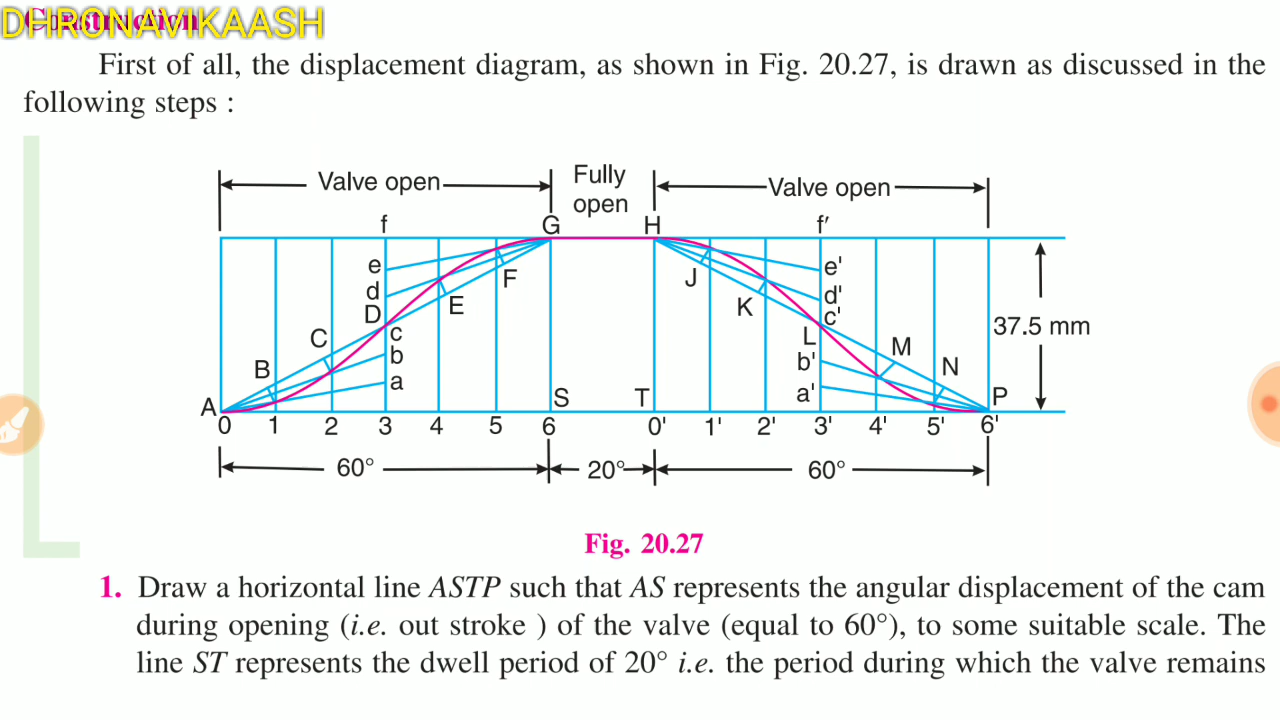 DHRONAVIKAASH
Construction
First of all, the displacement diagram, as shown in Fig. 20.27, is drawn as discussed in the
following steps :
Valve open
Fully
open
Valve open
f
G
H
f′
e
d
D
c
b
a
F
E
C
B
A
J
K
L
e'
d'
c'
b'
a'
M
N
P
37.5 mm
S
T
0 1 2 3 4 5 6 0' 1' 2' 3' 4' 5' 6'
60° 20° 60°
Fig. 20.27
1. Draw a horizontal line ASTP such that AS represents the angular displacement of the cam
during opening (i.e. out stroke ) of the valve (equal to 60°), to some suitable scale. The
line ST represents the dwell period of 20° i.e. the period during which the valve remains